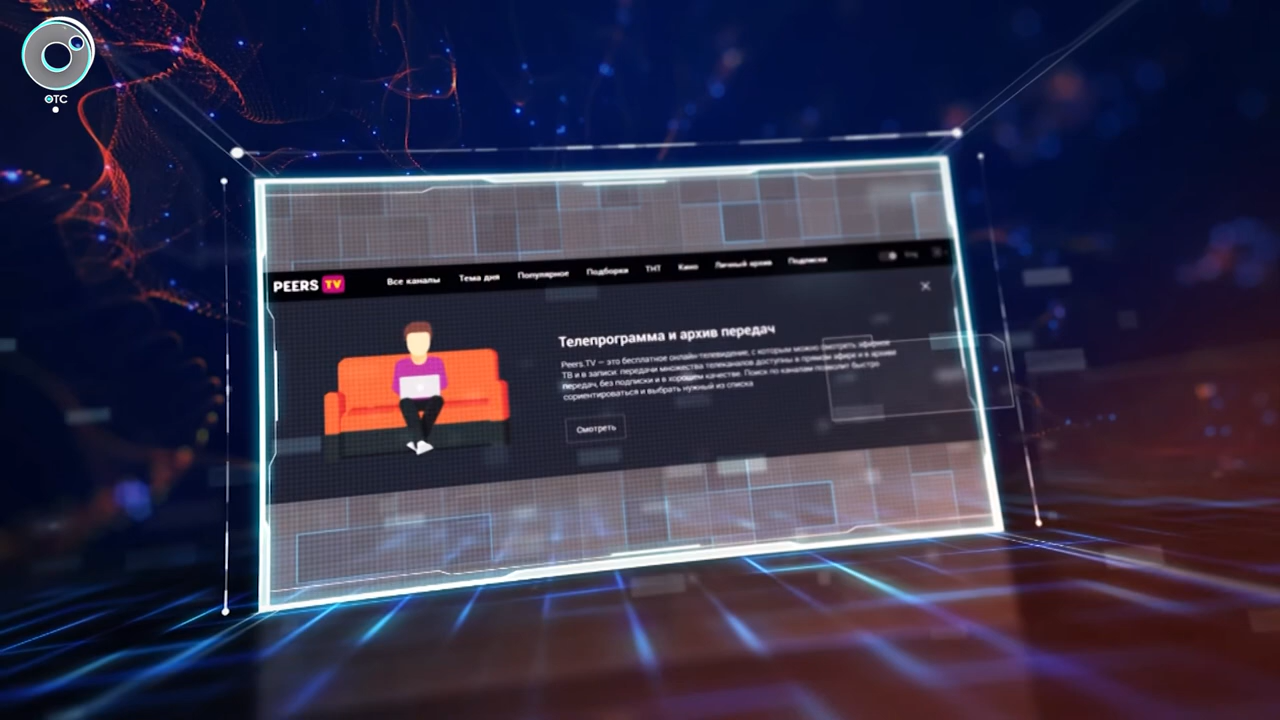 ОТС
PEERS TV
Все каналы Тема дня Популярное Подборки ТНТ Кино Личный архив Подписки
Телепрограмма и архив передач
Peers.TV — это бесплатное онлайн-телевидение, с которым можно смотреть эфирное
ТВ и в записи: передачи множества телеканалов доступны в прямом эфире и в архиве
передач, без подписки и в хорошем качестве. Поиск по каналам позволит быстро
сориентироваться и выбрать нужный из списка
Смотреть